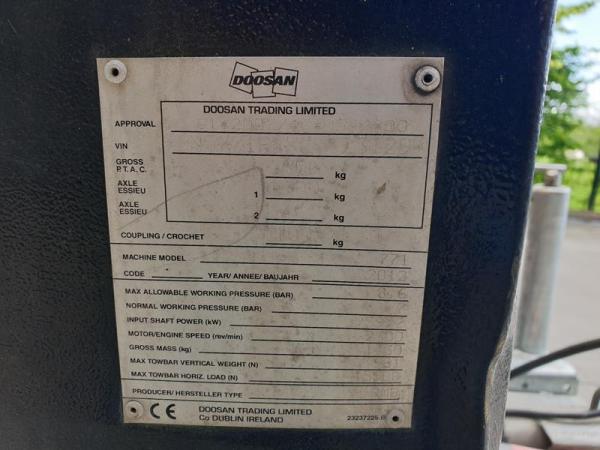 DOOSAN
DOOSAN TRADING LIMITED
APPROVAL
VIN
GROSS
P.T.A.C. kg
AXLE
ESSIEU 1 kg
AXLE
ESSIEU 2 kg
COUPLING / CROCHET kg
MACHINE MODEL 771
CODE YEAR/ ANNEE/ BAUJAHR 2013
MAX ALLOWABLE WORKING PRESSURE (BAR)
NORMAL WORKING PRESSURE (BAR)
INPUT SHAFT POWER (kW)
MOTOR/ENGINE SPEED (rev/min)
GROSS MASS (kg)
MAX TOWBAR VERTICAL WEIGHT (N)
MAX TOWBAR HORIZ. LOAD (N)
PRODUCER/ HERSTELLER TYPE
CE DOOSAN TRADING LIMITED
Co DUBLIN IRELAND